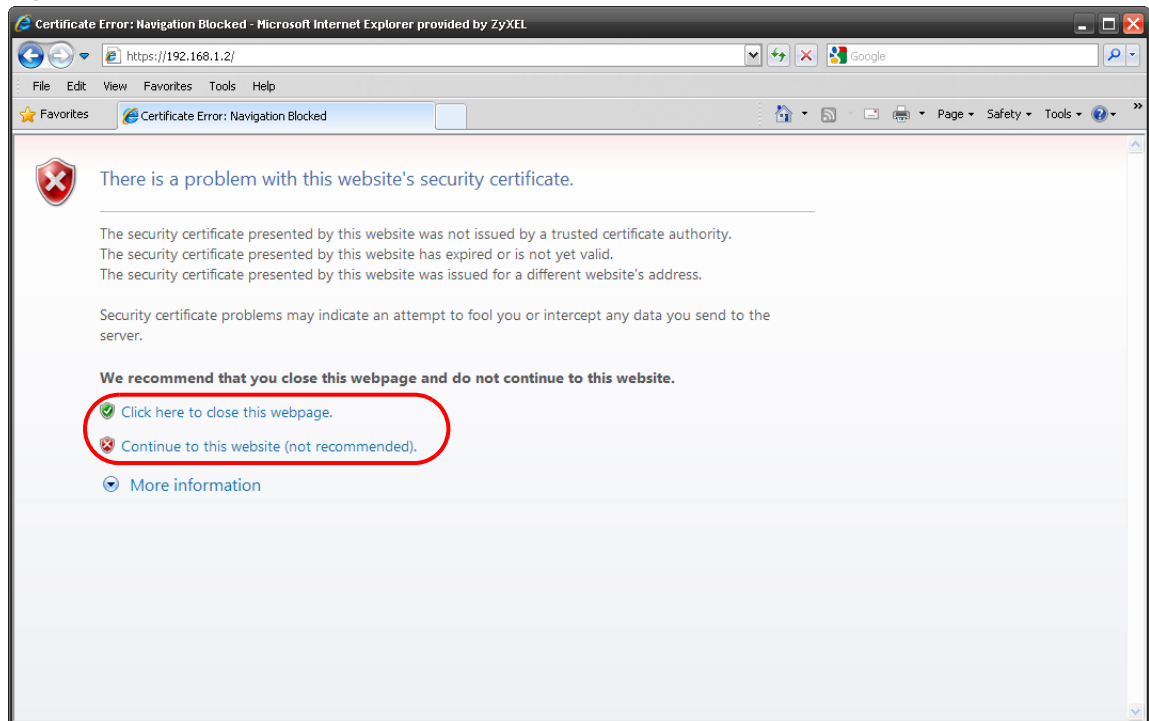 Certificate Error: Navigation Blocked - Microsoft Internet Explorer provided by ZyXEL
https://192.168.1.2/
Google
File Edit View Favorites Tools Help
Favorites
Certificate Error: Navigation Blocked
Page
Safety
Tools
There is a problem with this website's security certificate.
The security certificate presented by this website was not issued by a trusted certificate authority.
The security certificate presented by this website has expired or is not yet valid.
The security certificate presented by this website was issued for a different website's address.
Security certificate problems may indicate an attempt to fool you or intercept any data you send to the
server.
We recommend that you close this webpage and do not continue to this website.
Click here to close this webpage.
Continue to this website (not recommended).
More information